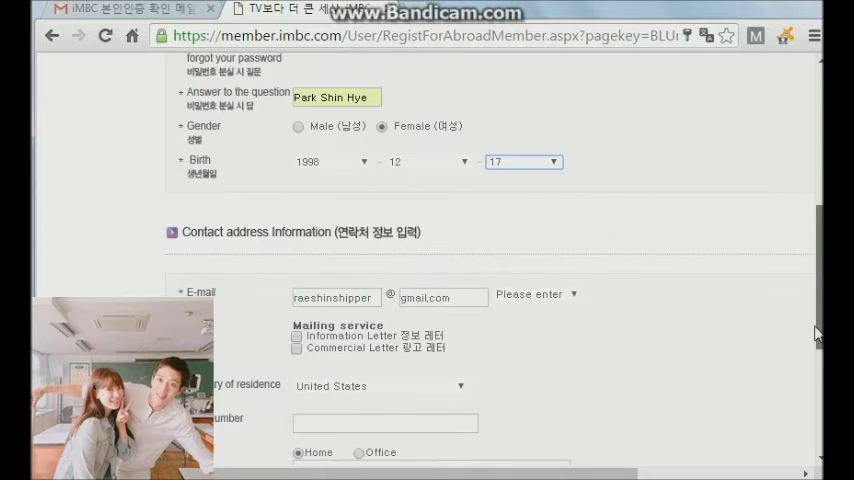 www.Bandicam.com
iMBC 본인인증 확인 메일
TV보다 더 큰 세상 iMBC
https://member.imbc.com/User/RegistForAbroadMember.aspx?pagekey=BLU
M
forgot your password
비밀번호 분실 시 질문
* Answer to the question Park Shin Hye
비밀번호 분실 시 답
* Gender Male (남성) Female (여성)
성별
* Birth 1998 - 12 - 17
생년월일
Contact address Information (연락처 정보 입력)
* E-mail raeshinshipper @ gmail,com Please enter
Mailing service
Information Letter 정보 레터
Commercial Letter 광고 레터
ry of residence United States
umber
Home Office